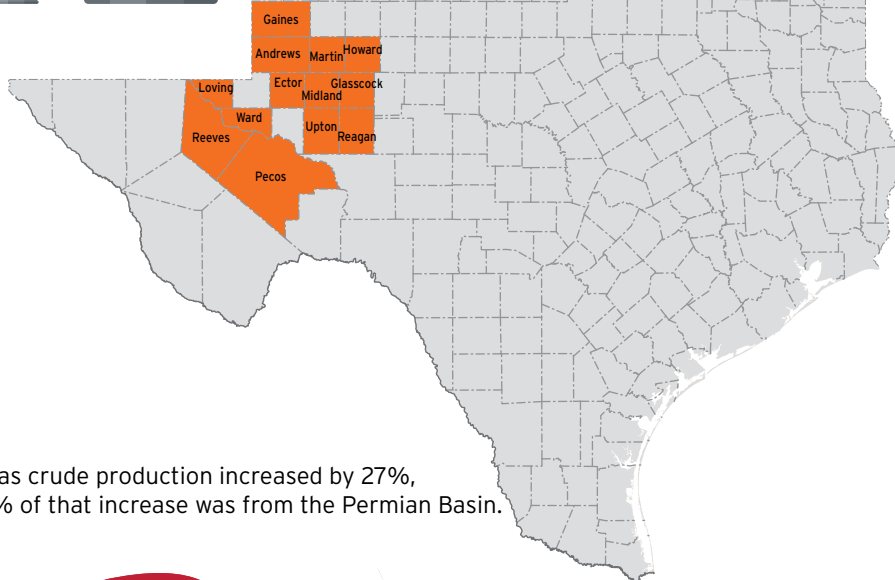 Gaines
Andrews
Martin
Howard
Loving
Ector
Glasscock
Midland
Ward
Upton
Reeves
Reagan
Pecos
as crude production increased by 27%,
% of that increase was from the Permian Basin.